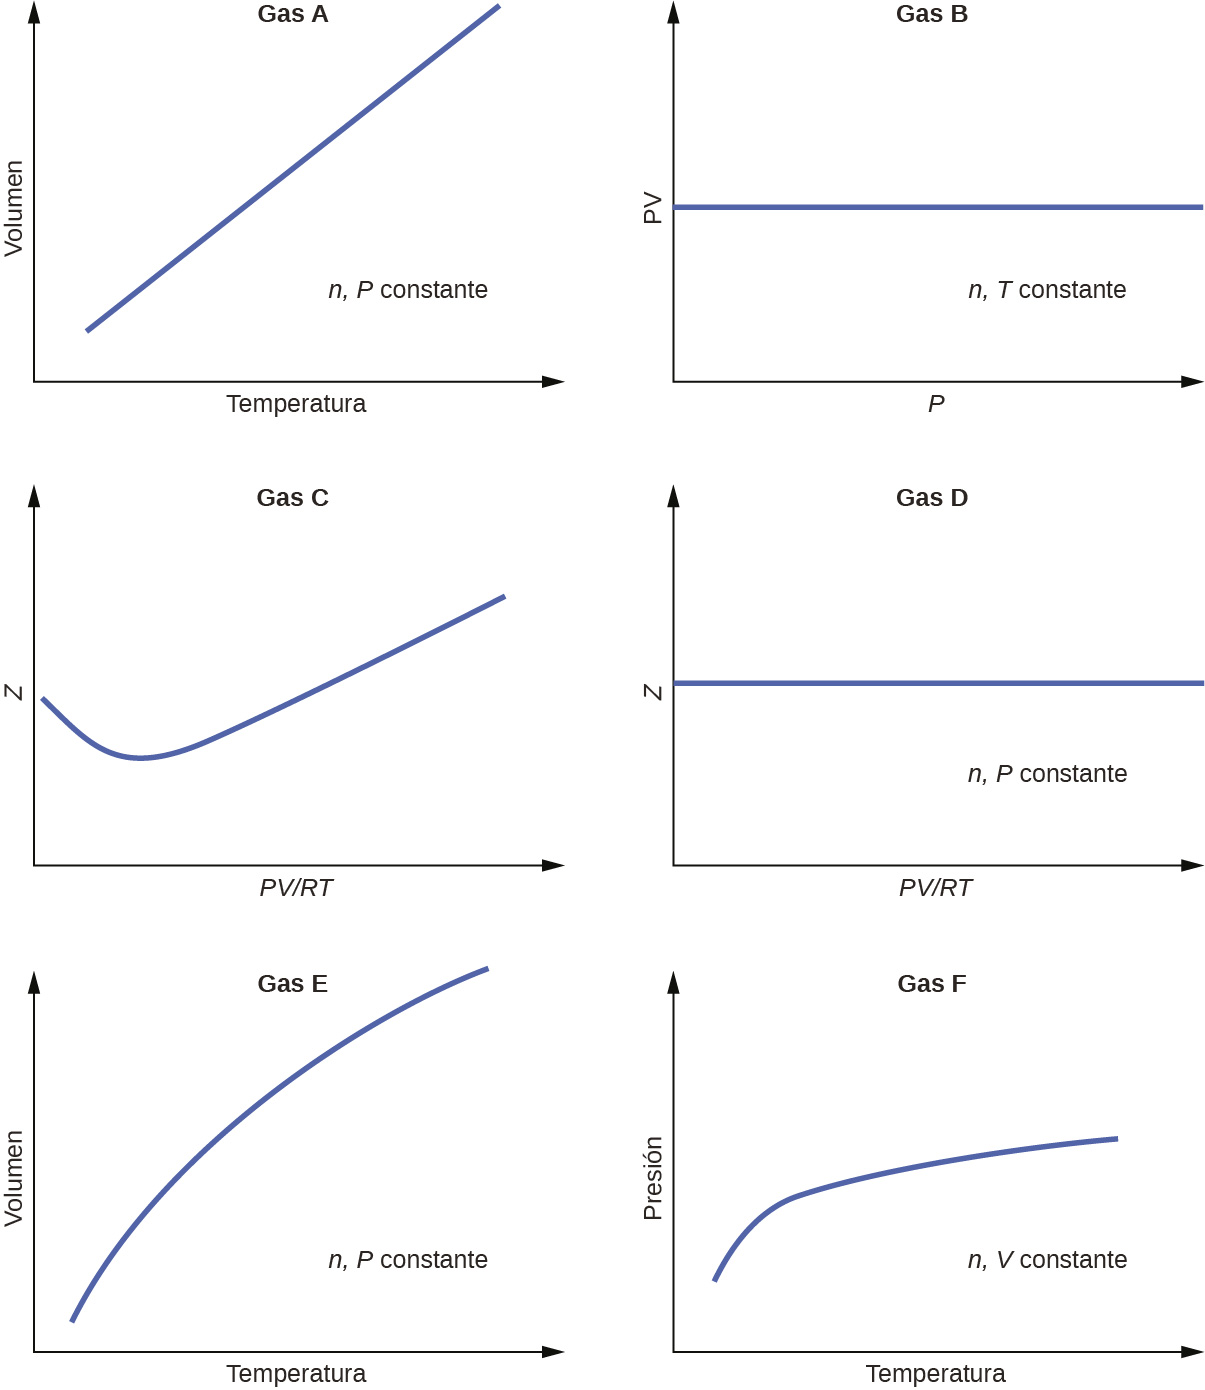 Gas A
Volumen
n, P constante
Temperatura
Gas B
PV
n, T constante
P
Gas C
Z
PV/RT
Gas D
Z
n, P constante
PV/RT
Gas E
Volumen
n, P constante
Temperatura
Gas F
Presión
n, V constante
Temperatura